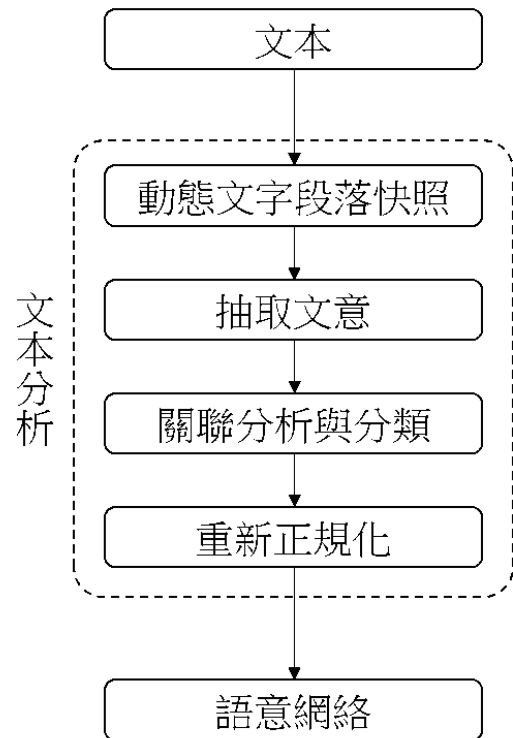 文本
動態文字段落快照
抽取文意
文本分析
關聯分析與分類
重新正規化
語意網絡